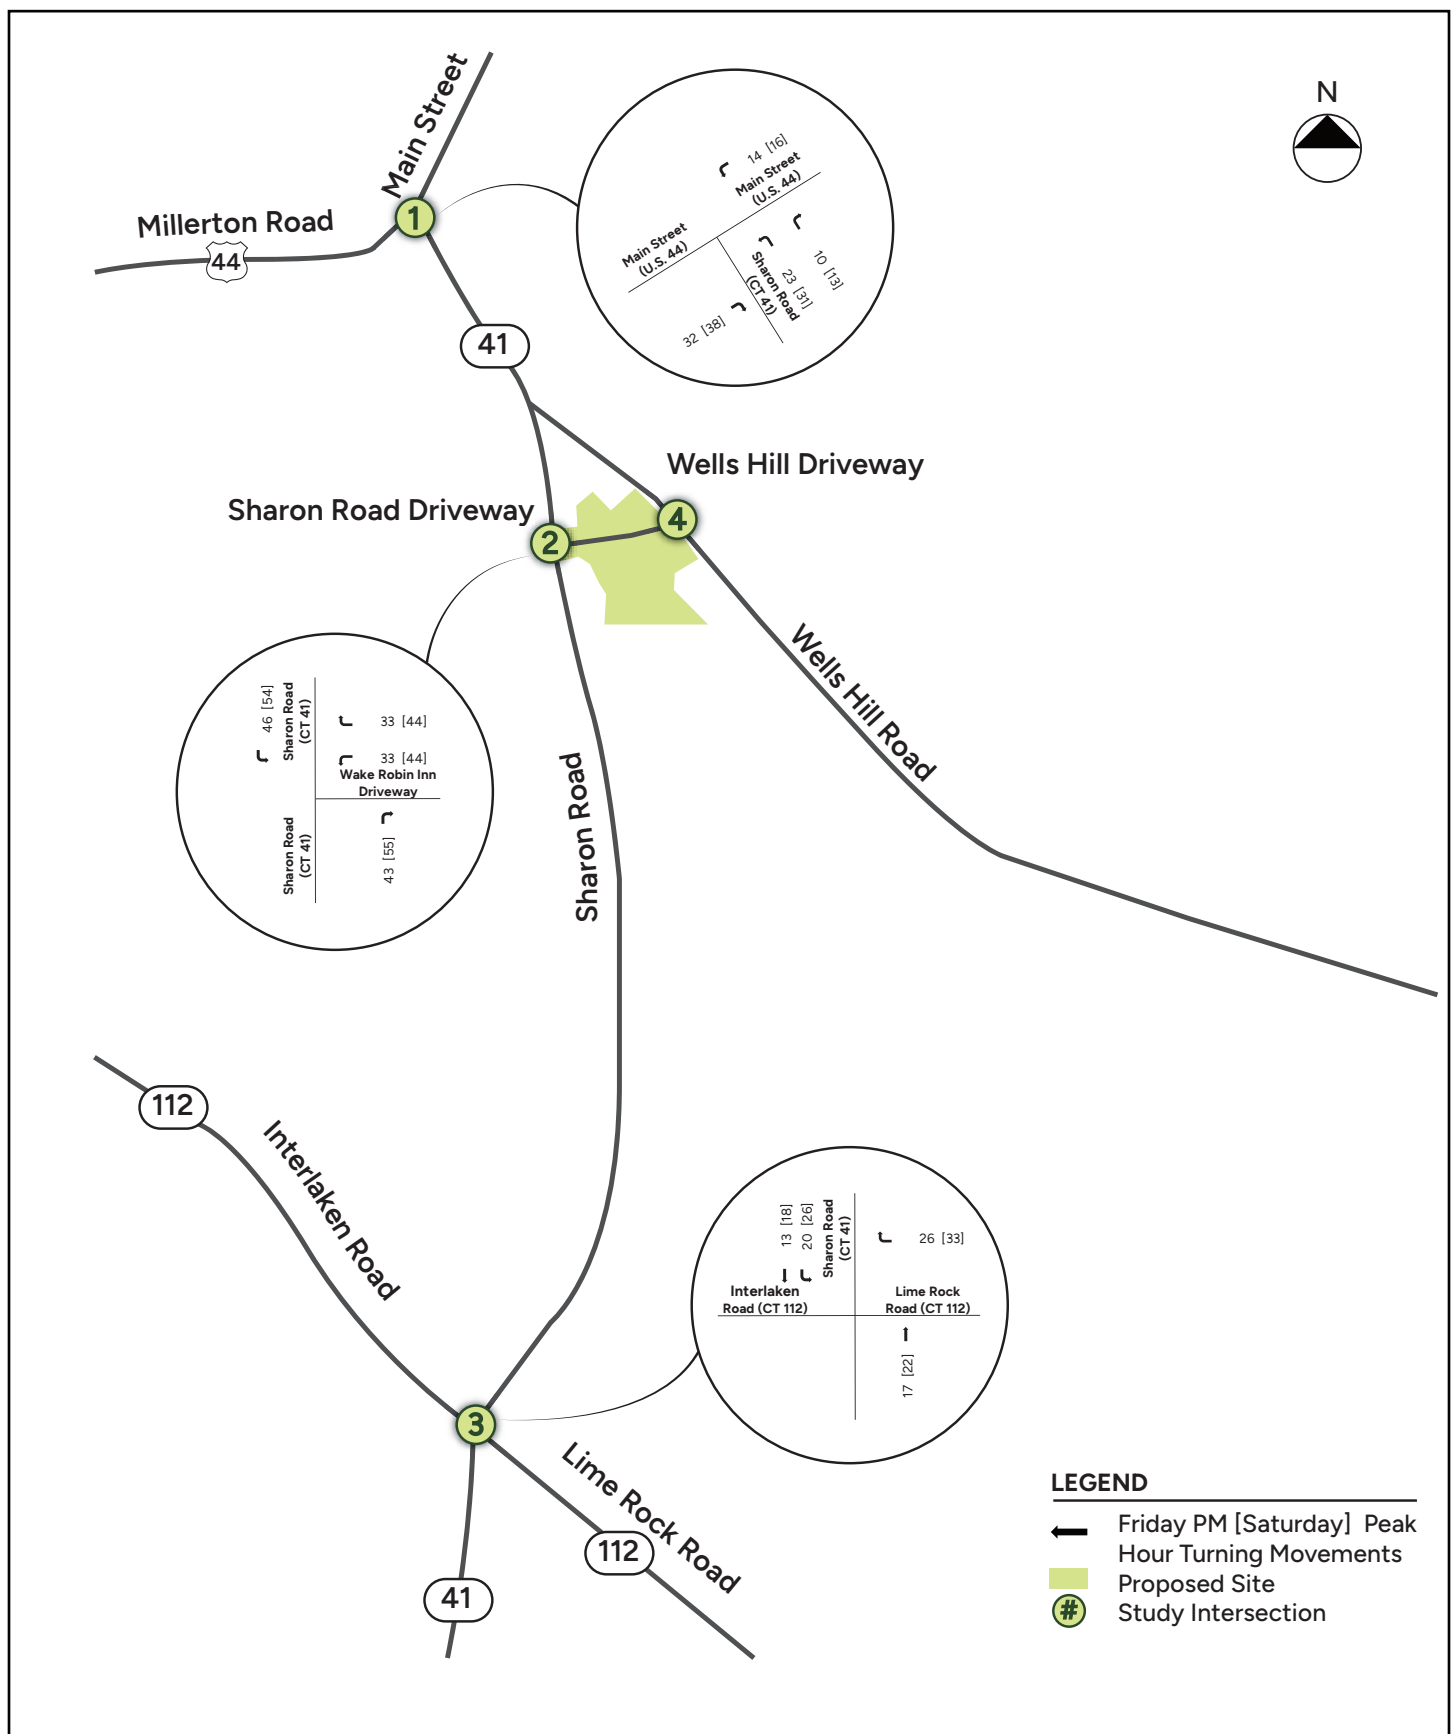 N
Main Street
Millerton Road
44
1
41
14 [16]
Main Street
(U.S. 44)
Main Street
(U.S. 44)
10 [13]
23 [31]
Sharon Road
(CT 41)
32 [38]
Wells Hill Driveway
Sharon Road Driveway
4
2
Wells Hill Road
Sharon Road
46 [54]
Sharon Road
(CT 41)
33 [44]
33 [44]
Wake Robin Inn
Driveway
Sharon Road
(CT 41)
43 [55]
112
Interlaken Road
13 [18]
20 [26]
Sharon Road
(CT 41)
26 [33]
Interlaken
Road (CT 112)
Lime Rock
Road (CT 112)
17 [22]
3
Lime Rock Road
112
41
LEGEND
Friday PM [Saturday] Peak
Hour Turning Movements
Proposed Site
# Study Intersection